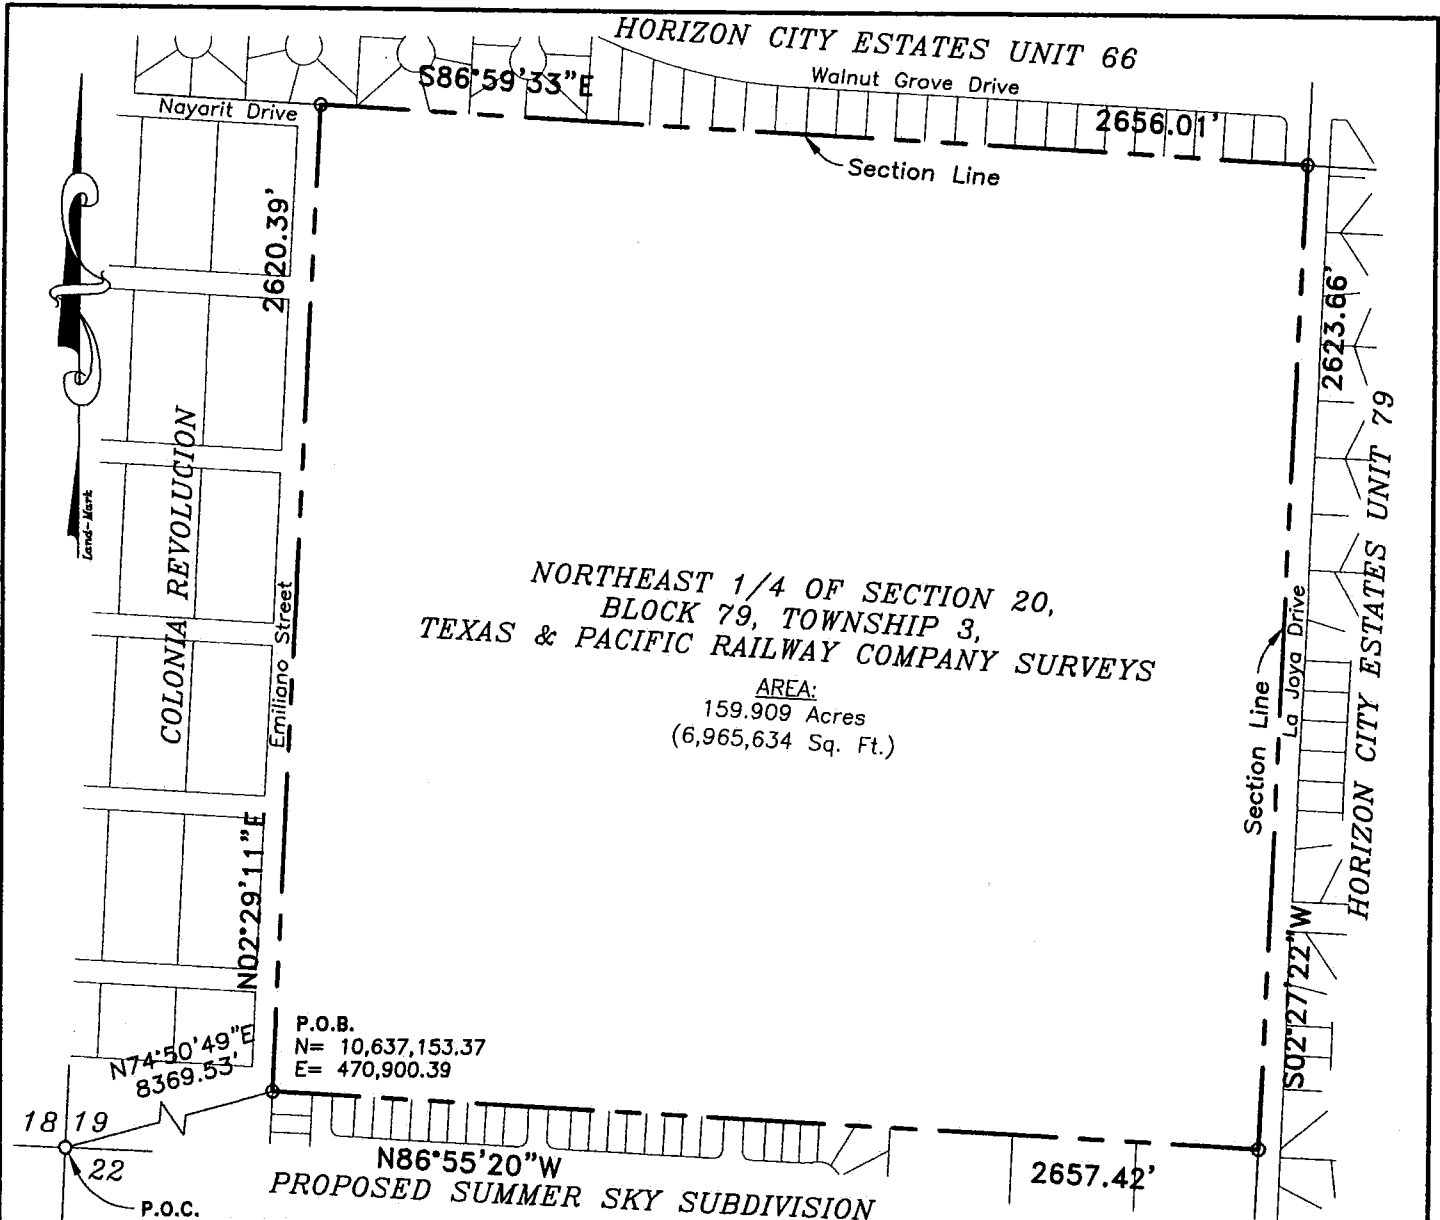 HORIZON CITY ESTATES UNIT 66
S86°59'33"E
Walnut Grove Drive
Nayarit Drive
2656.01'
Section Line
2620.39'
2623.66'
COLONIA REVOLUCION
Land-Mark
HORIZON CITY ESTATES UNIT 79
NORTHEAST 1/4 OF SECTION 20,
BLOCK 79, TOWNSHIP 3,
TEXAS & PACIFIC RAILWAY COMPANY SURVEYS
AREA:
159.909 Acres
(6,965,634 Sq. Ft.)
Emiliano Street
La Joya Drive
Section Line
N02°29'11"E
S02°27'22"W
P.O.B.
N= 10,637,153.37
E= 470,900.39
N74°50'49"E
8369.53'
18 19
22
P.O.C.
N86°55'20"W
2657.42'
PROPOSED SUMMER SKY SUBDIVISION